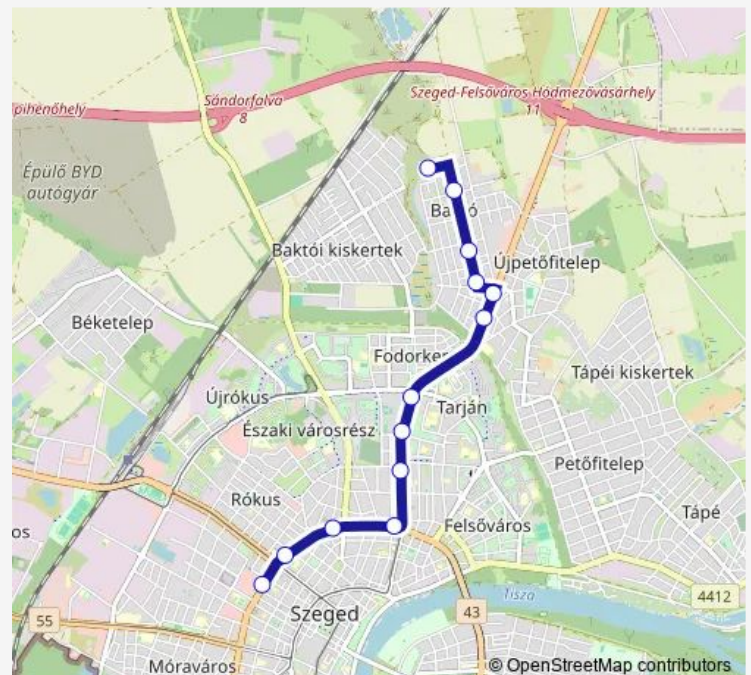 pihenőhely
Sándorfalva
8
Szeged-Felsőváros Hódmezővásárhely
11
Épülő BYD
autógyár
Baktói kiskertek
Újpetőfitelep
Béketelep
Tápéi kiskertek
Újrókus
Tarján
Északi városrész
Petőfitelep
Rókus
Felsőváros
Tápé
os
Tisza
4412
55
Szeged
43
Móraváros
© OpenStreetMap contributors